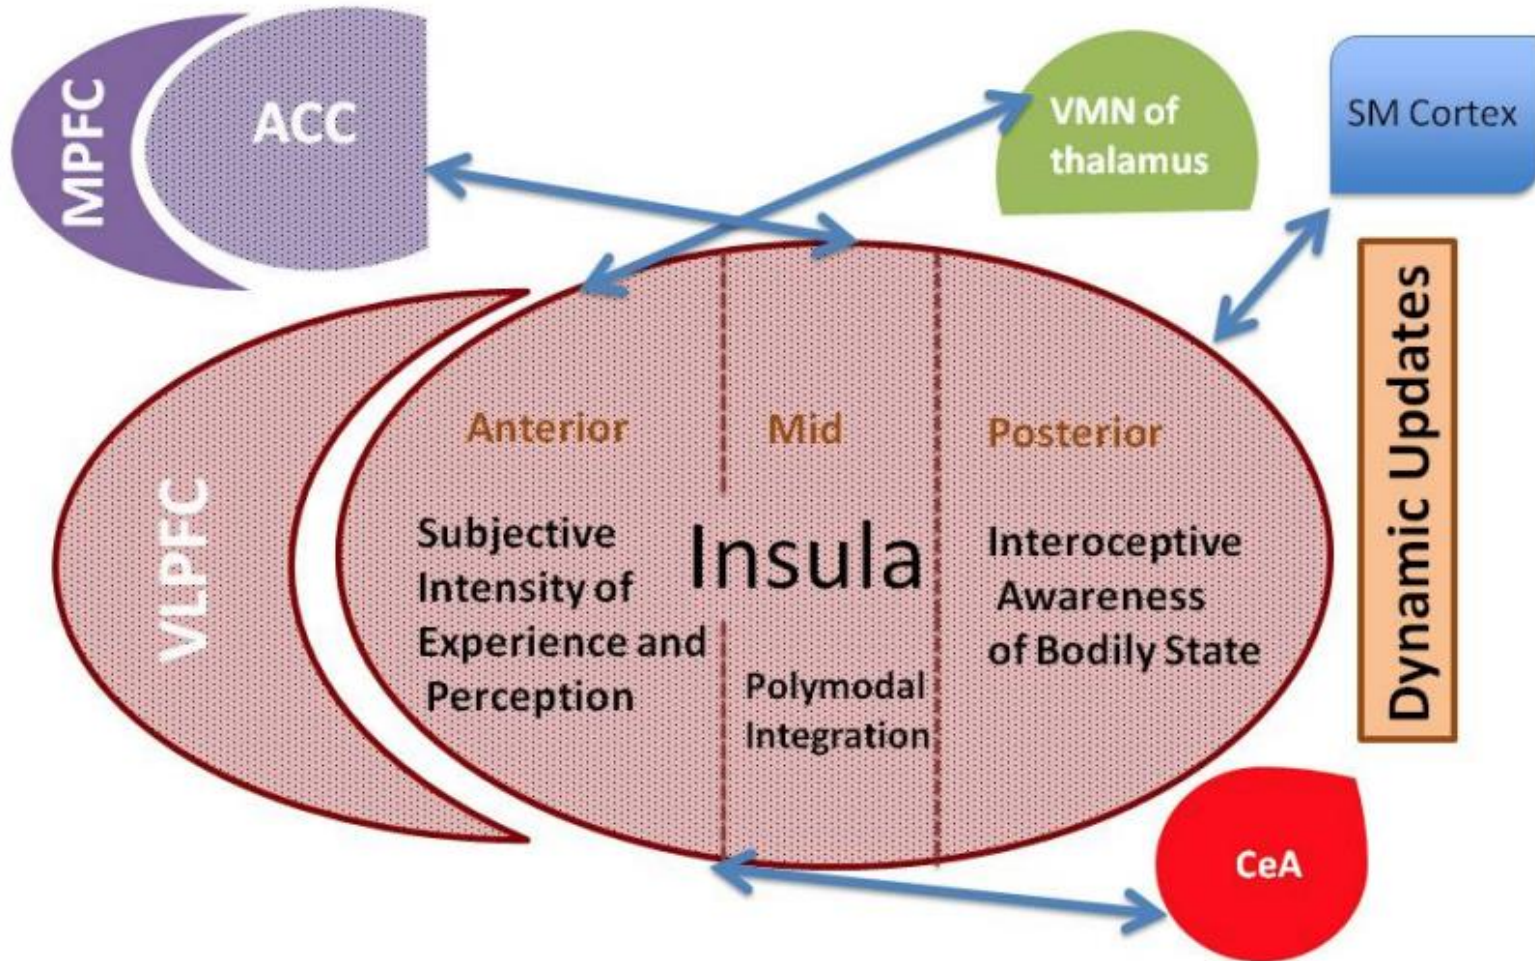 MPFC
ACC
VMN of
thalamus
SM Cortex
Dynamic Updates
VLPFC
Anterior
Mid
Posterior
Subjective
Intensity of
Experience and
Perception
Insula
Polymodal
Integration
Interoceptive
Awareness
of Bodily State
CeA